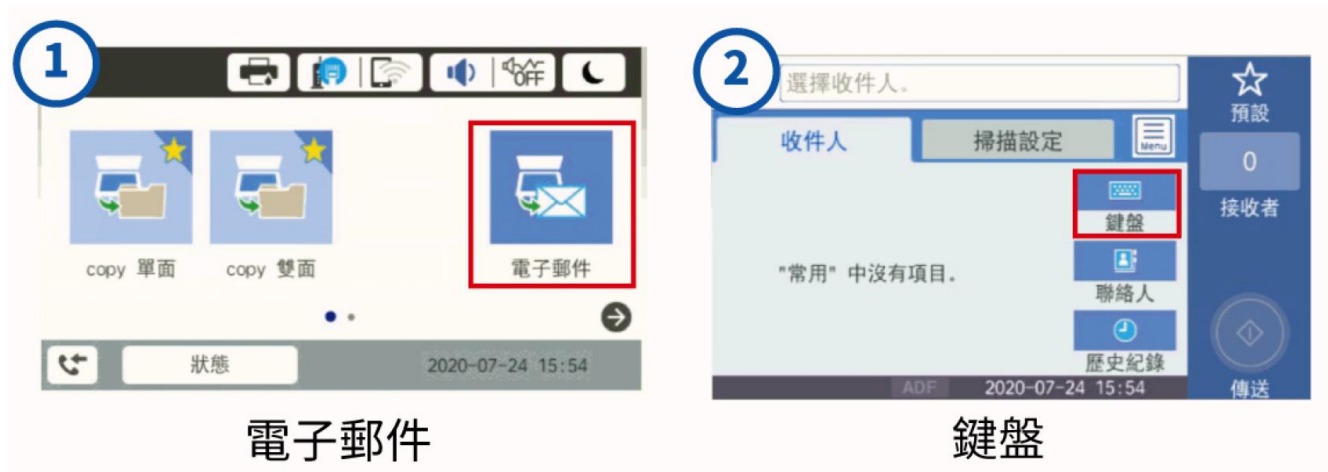 1
OFF
copy 單面
copy 雙面
電子郵件
狀態
2020-07-24 15:54
電子郵件
2
選擇收件人。
收件人
掃描設定
Menu
鍵盤
"常用" 中沒有項目。
聯絡人
歷史紀錄
ADF
2020-07-24 15:54
預設
0
接收者
傳送
鍵盤